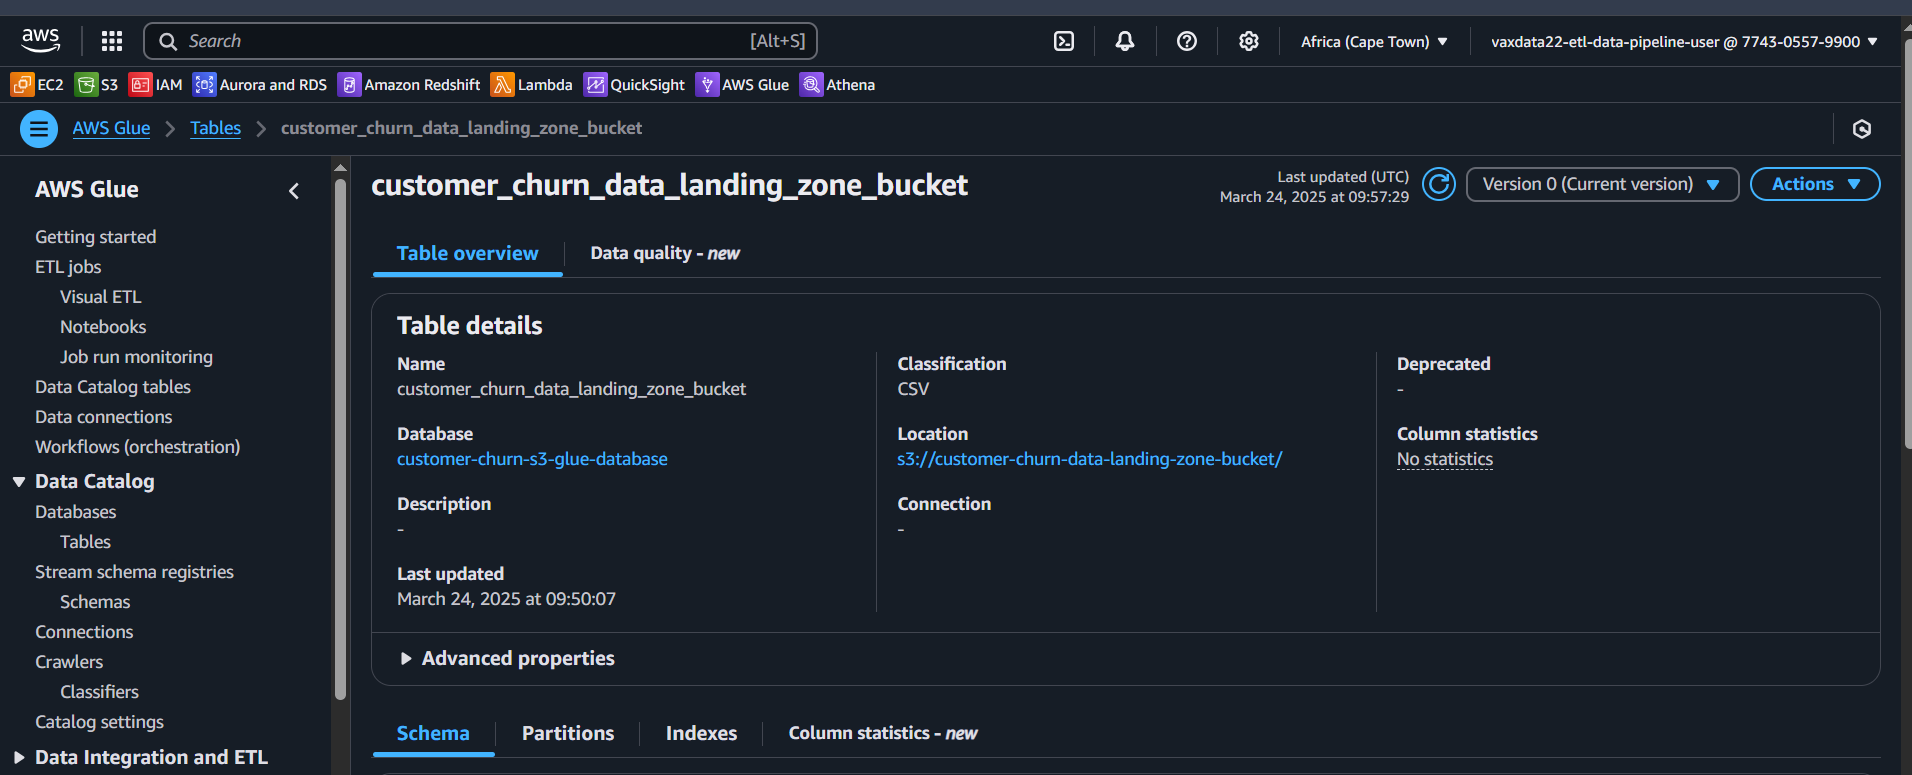 aws
Search [Alt+S]
Africa (Cape Town)
vaxdata22-etl-data-pipeline-user @ 7743-0557-9900
EC2 S3 IAM Aurora and RDS Amazon Redshift Lambda QuickSight AWS Glue Athena
AWS Glue Tables customer_churn_data_landing_zone_bucket
AWS Glue
Getting started
ETL jobs
Visual ETL
Notebooks
Job run monitoring
Data Catalog tables
Data connections
Workflows (orchestration)
Data Catalog
Databases
Tables
Stream schema registries
Schemas
Connections
Crawlers
Classifiers
Catalog settings
Data Integration and ETL
customer_churn_data_landing_zone_bucket
Last updated (UTC)
March 24, 2025 at 09:57:29
Version 0 (Current version)
Actions
Table overview
Data quality - new
Table details
Name
customer_churn_data_landing_zone_bucket
Database
customer-churn-s3-glue-database
Description
-
Last updated
March 24, 2025 at 09:50:07
Classification
CSV
Location
s3://customer-churn-data-landing-zone-bucket/
Connection
-
Deprecated
-
Column statistics
No statistics
Advanced properties
Schema
Partitions
Indexes
Column statistics - new